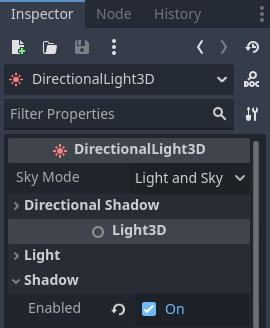 Inspector Node History
DirectionalLight3D
DOC
Filter Properties
DirectionalLight3D
Sky Mode Light and Sky
Directional Shadow
Light3D
Light
Shadow
Enabled On